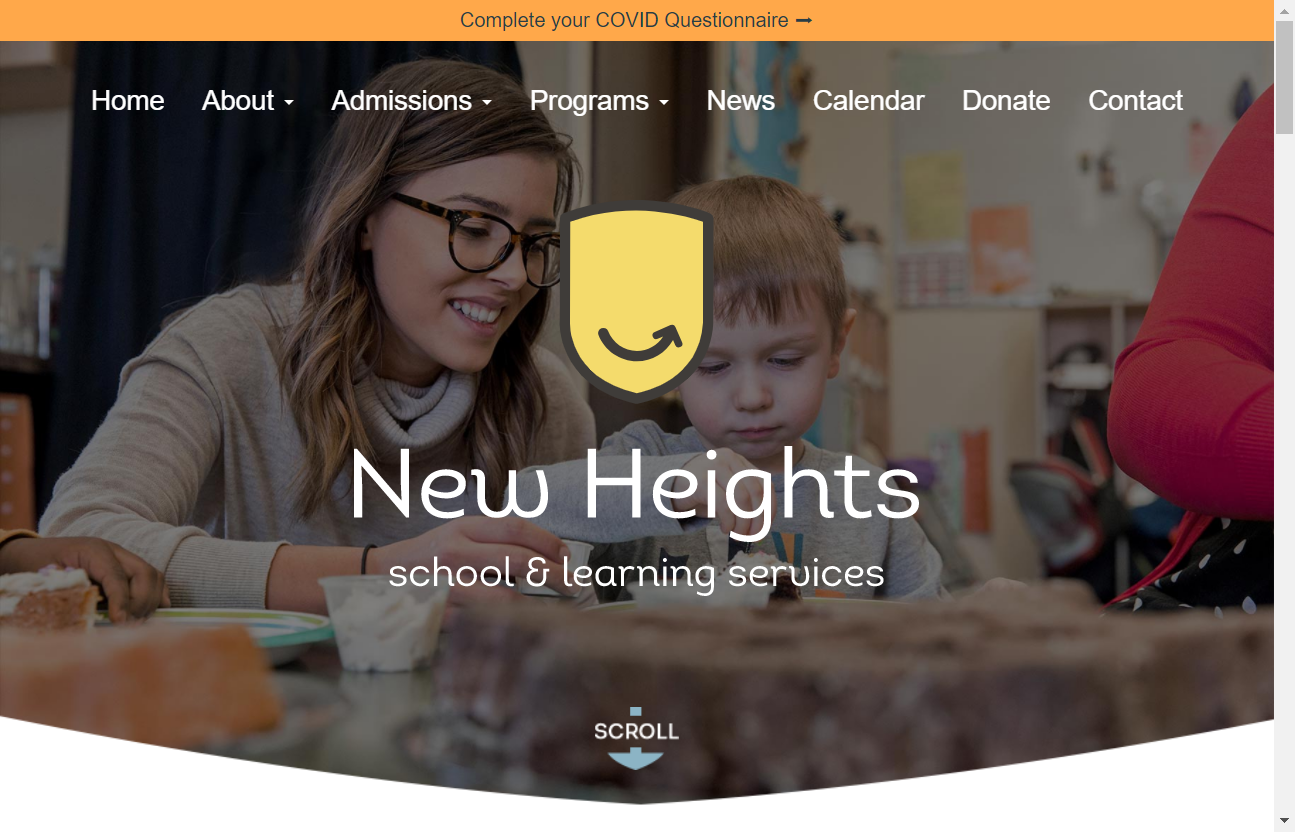 Complete your COVID Questionnaire ➞
Home About Admissions Programs News Calendar Donate Contact
New Heights
school & learning services
SCROLL